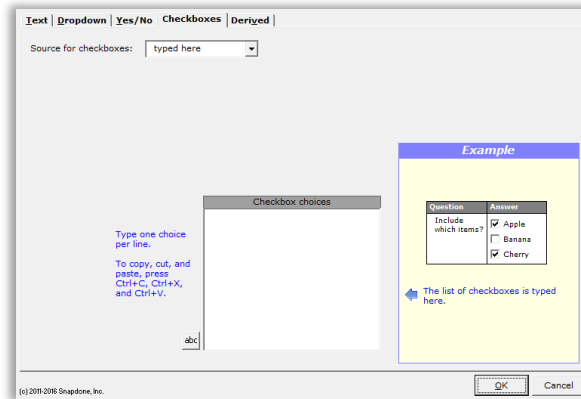 Text | Dropdown | Yes/No | Checkboxes | Derived
Source for checkboxes: typed here
Example
Checkbox choices
Question Answer
Include
which items?
Apple
Banana
Cherry
Type one choice
per line.
To copy, cut, and
paste, press
Ctrl+C, Ctrl+X,
and Ctrl+V.
The list of checkboxes is typed
here.
abc
OK Cancel
(c) 2011-2016 Snapdone, Inc.